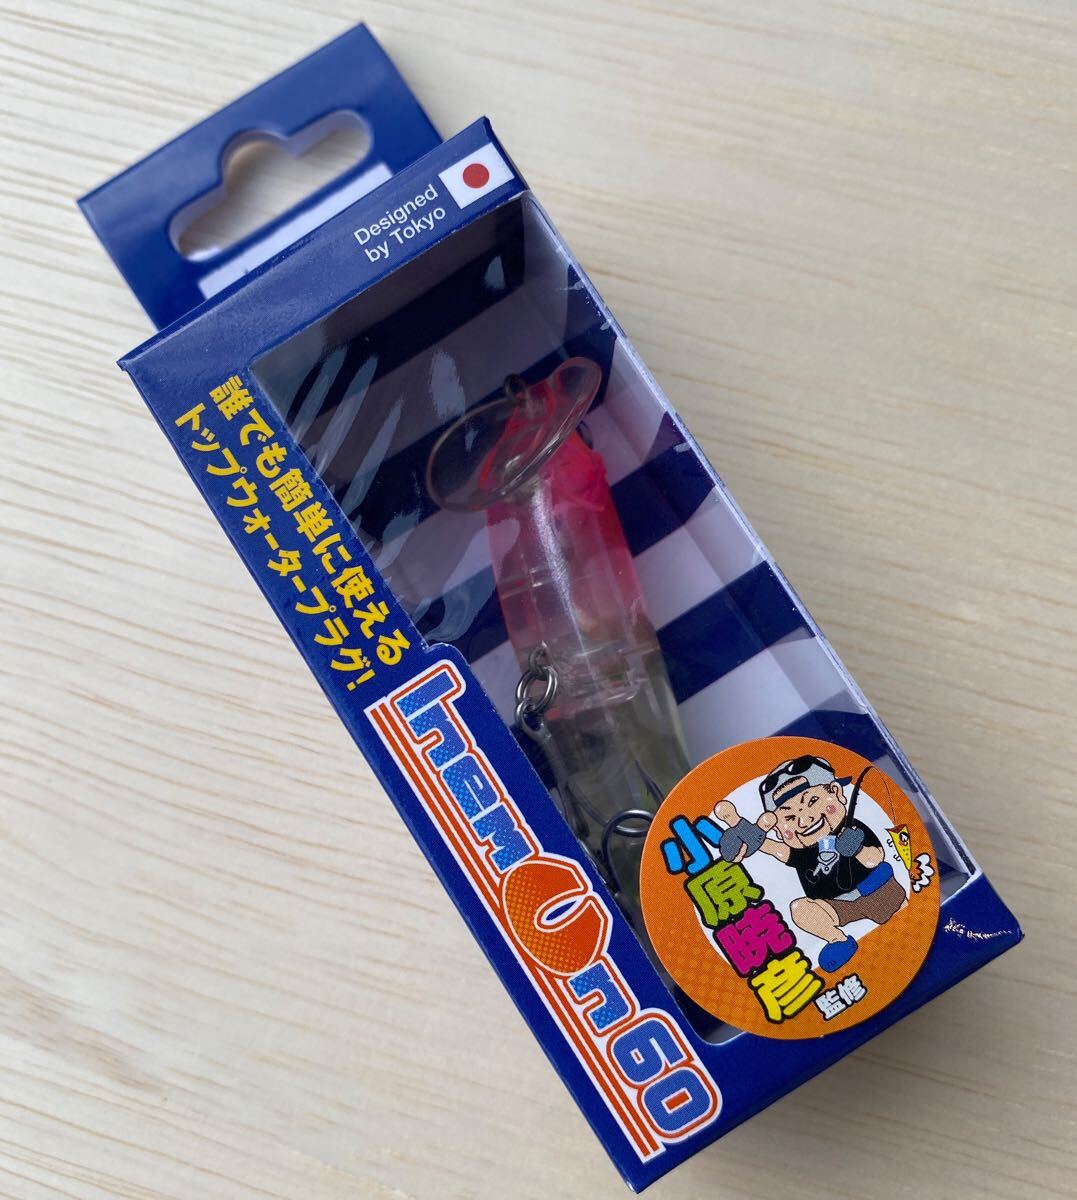 Designed
by Tokyo
誰でも簡単に使える
トップウォータープラグ!
InemUn60
小原暁彦
監修